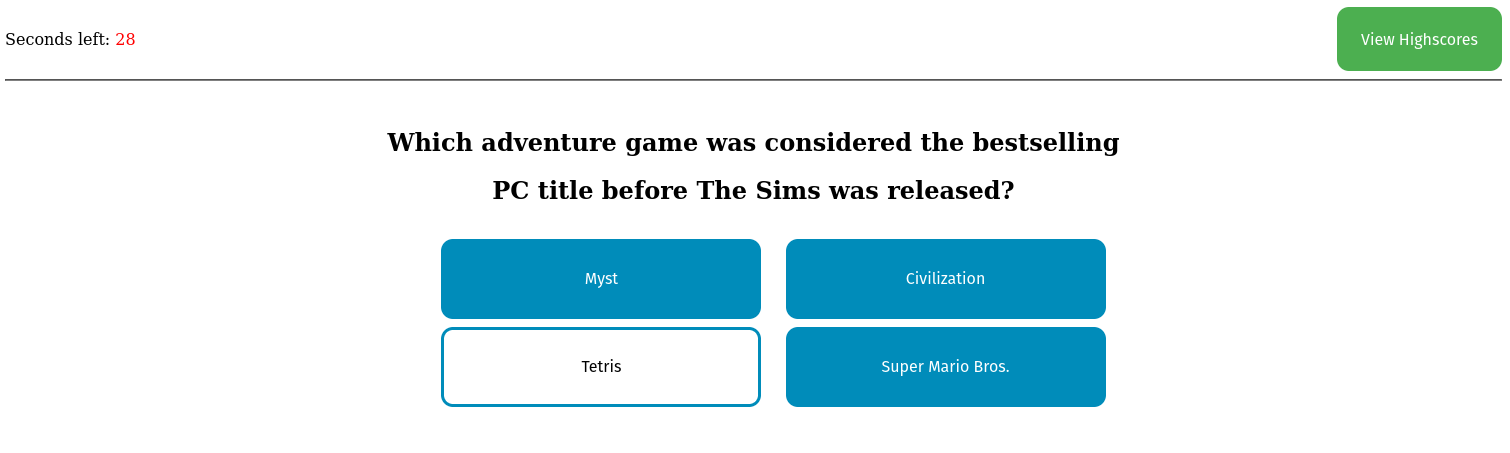 Seconds left: 28
View Highscores
Which adventure game was considered the bestselling
PC title before The Sims was released?
Myst
Civilization
Tetris
Super Mario Bros.